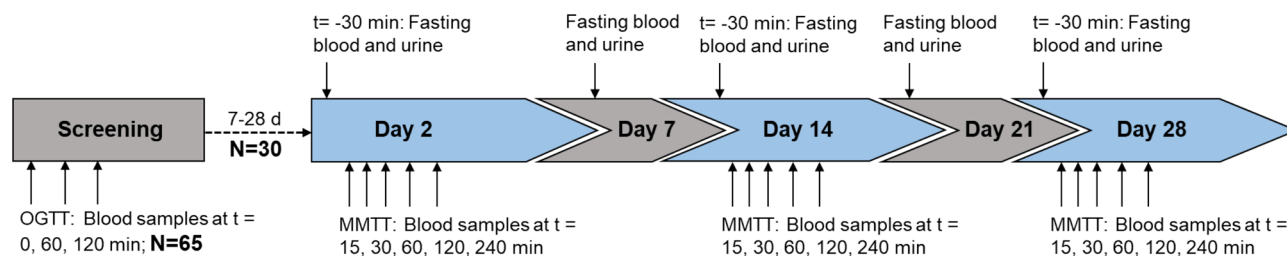 t= -30 min: Fasting
blood and urine
Fasting blood
and urine
t= -30 min: Fasting
blood and urine
Fasting blood
and urine
t= -30 min: Fasting
blood and urine
Screening
7-28 d
N=30
Day 2
Day 7
Day 14
Day 21
Day 28
OGTT: Blood samples at t =
0, 60, 120 min; N=65
MMTT: Blood samples at t =
15, 30, 60, 120, 240 min
MMTT: Blood samples at t =
15, 30, 60, 120, 240 min
MMTT: Blood samples at t =
15, 30, 60, 120, 240 min